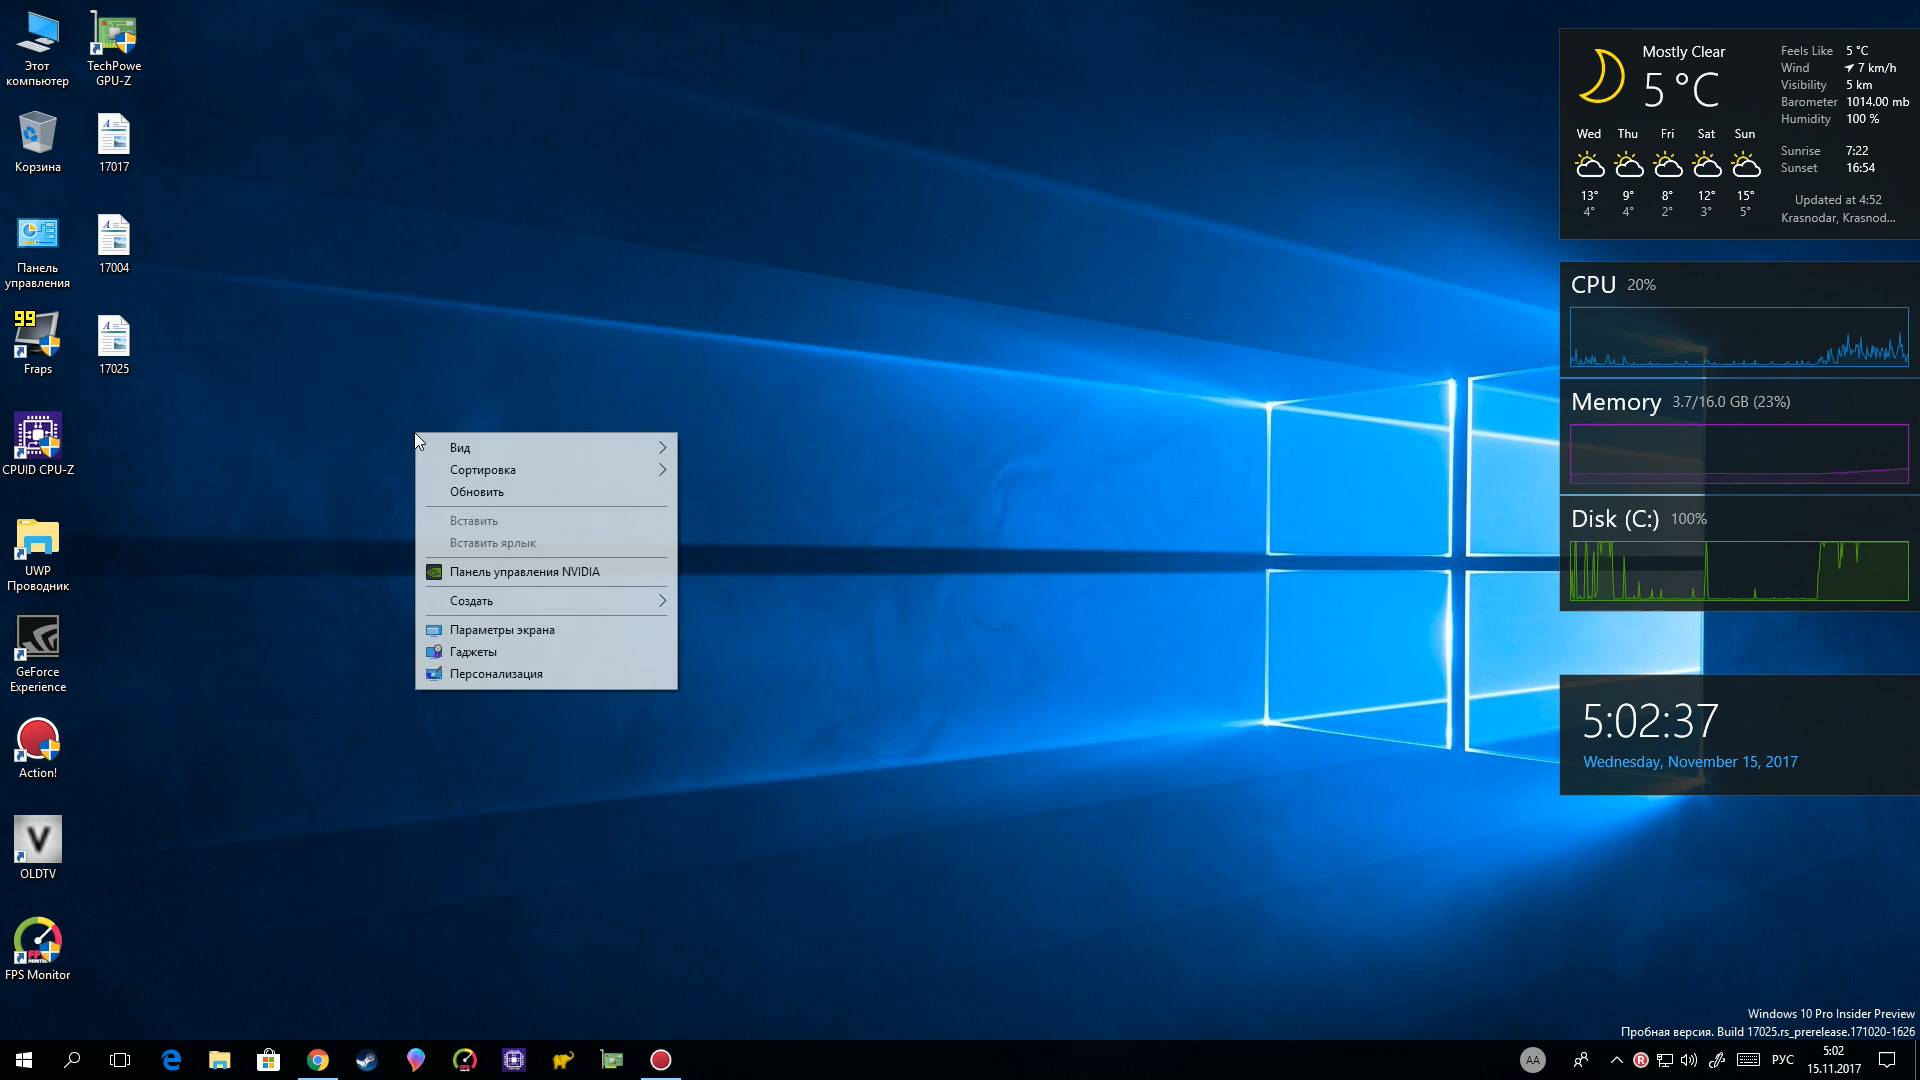 Этот
компьютер
TechPowe
GPU-Z
Корзина
17017
Панель
управления
17004
99
Fraps
17025
CPUID CPU-Z
UWP
Проводник
GeForce
Experience
Action!
V
OLDTV
FPS Monitor
Вид
Сортировка
Обновить
Вставить
Вставить ярлык
Панель управления NVIDIA
Создать
Параметры экрана
Гаджеты
Персонализация
Mostly Clear
5 °C
Feels Like 5 °C
Wind 7 km/h
Visibility 5 km
Barometer 1014.00 mb
Humidity 100 %
Sunrise 7:22
Sunset 16:54
Updated at 4:52
Krasnodar, Krasnod...
Wed Thu Fri Sat Sun
13° 9° 8° 12° 15°
4° 4° 2° 3° 5°
CPU 20%
Memory 3.7/16.0 GB (23%)
Disk (C:) 100%
5:02:37
Wednesday, November 15, 2017
Windows 10 Pro Insider Preview
Пробная версия. Build 17025.rs_prerelease.171020-1626
AA
R
РУС
5:02
15.11.2017